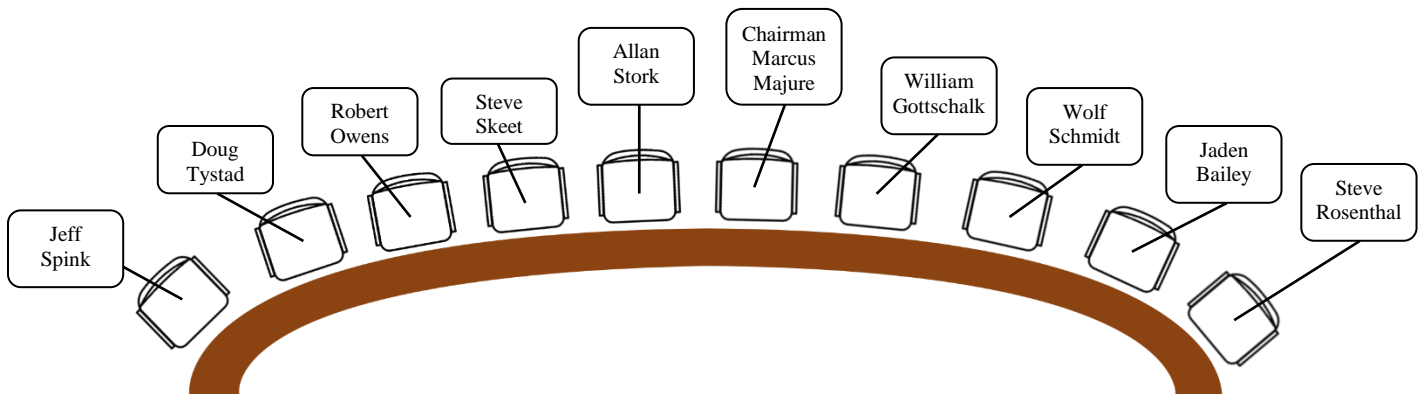 Jeff
Spink
Doug
Tystad
Robert
Owens
Steve
Skeet
Allan
Stork
Chairman
Marcus
Majure
William
Gottschalk
Wolf
Schmidt
Jaden
Bailey
Steve
Rosenthal